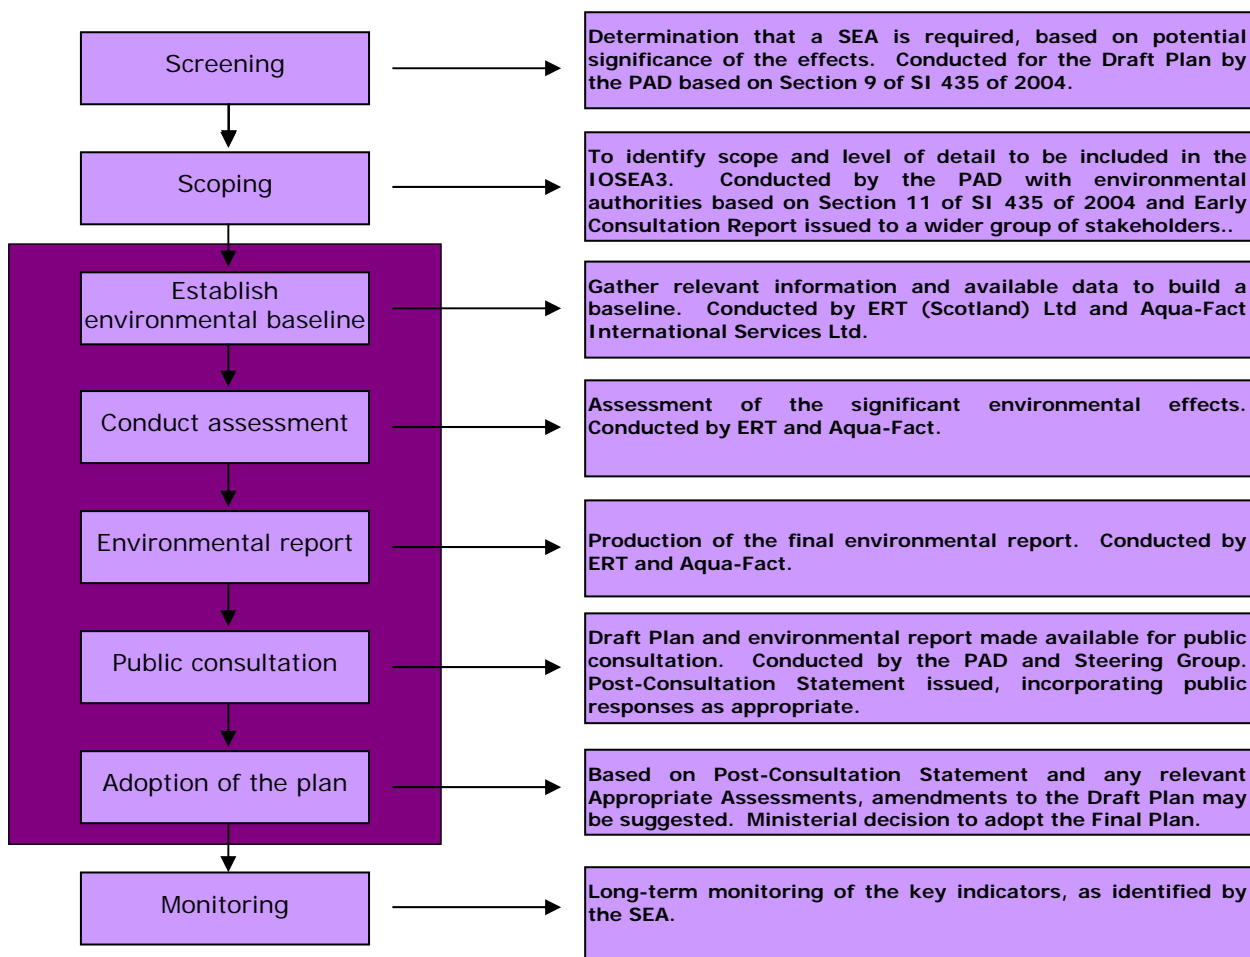 Screening
Determination that a SEA is required, based on potential
significance of the effects. Conducted for the Draft Plan by
the PAD based on Section 9 of SI 435 of 2004.
Scoping
To identify scope and level of detail to be included in the
IOSEA3. Conducted by the PAD with environmental
authorities based on Section 11 of SI 435 of 2004 and Early
Consultation Report issued to a wider group of stakeholders..
Establish
environmental baseline
Gather relevant information and available data to build a
baseline. Conducted by ERT (Scotland) Ltd and Aqua-Fact
International Services Ltd.
Conduct assessment
Assessment of the significant environmental effects.
Conducted by ERT and Aqua-Fact.
Environmental report
Production of the final environmental report. Conducted by
ERT and Aqua-Fact.
Public consultation
Draft Plan and environmental report made available for public
consultation. Conducted by the PAD and Steering Group.
Post-Consultation Statement issued, incorporating public
responses as appropriate.
Adoption of the plan
Based on Post-Consultation Statement and any relevant
Appropriate Assessments, amendments to the Draft Plan may
be suggested. Ministerial decision to adopt the Final Plan.
Monitoring
Long-term monitoring of the key indicators, as identified by
the SEA.